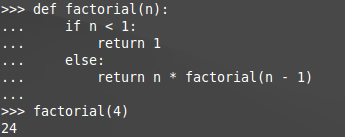 >>> def factorial(n):
...     if n < 1:
...         return 1
...     else:
...         return n * factorial(n - 1)
...
>>> factorial(4)
24